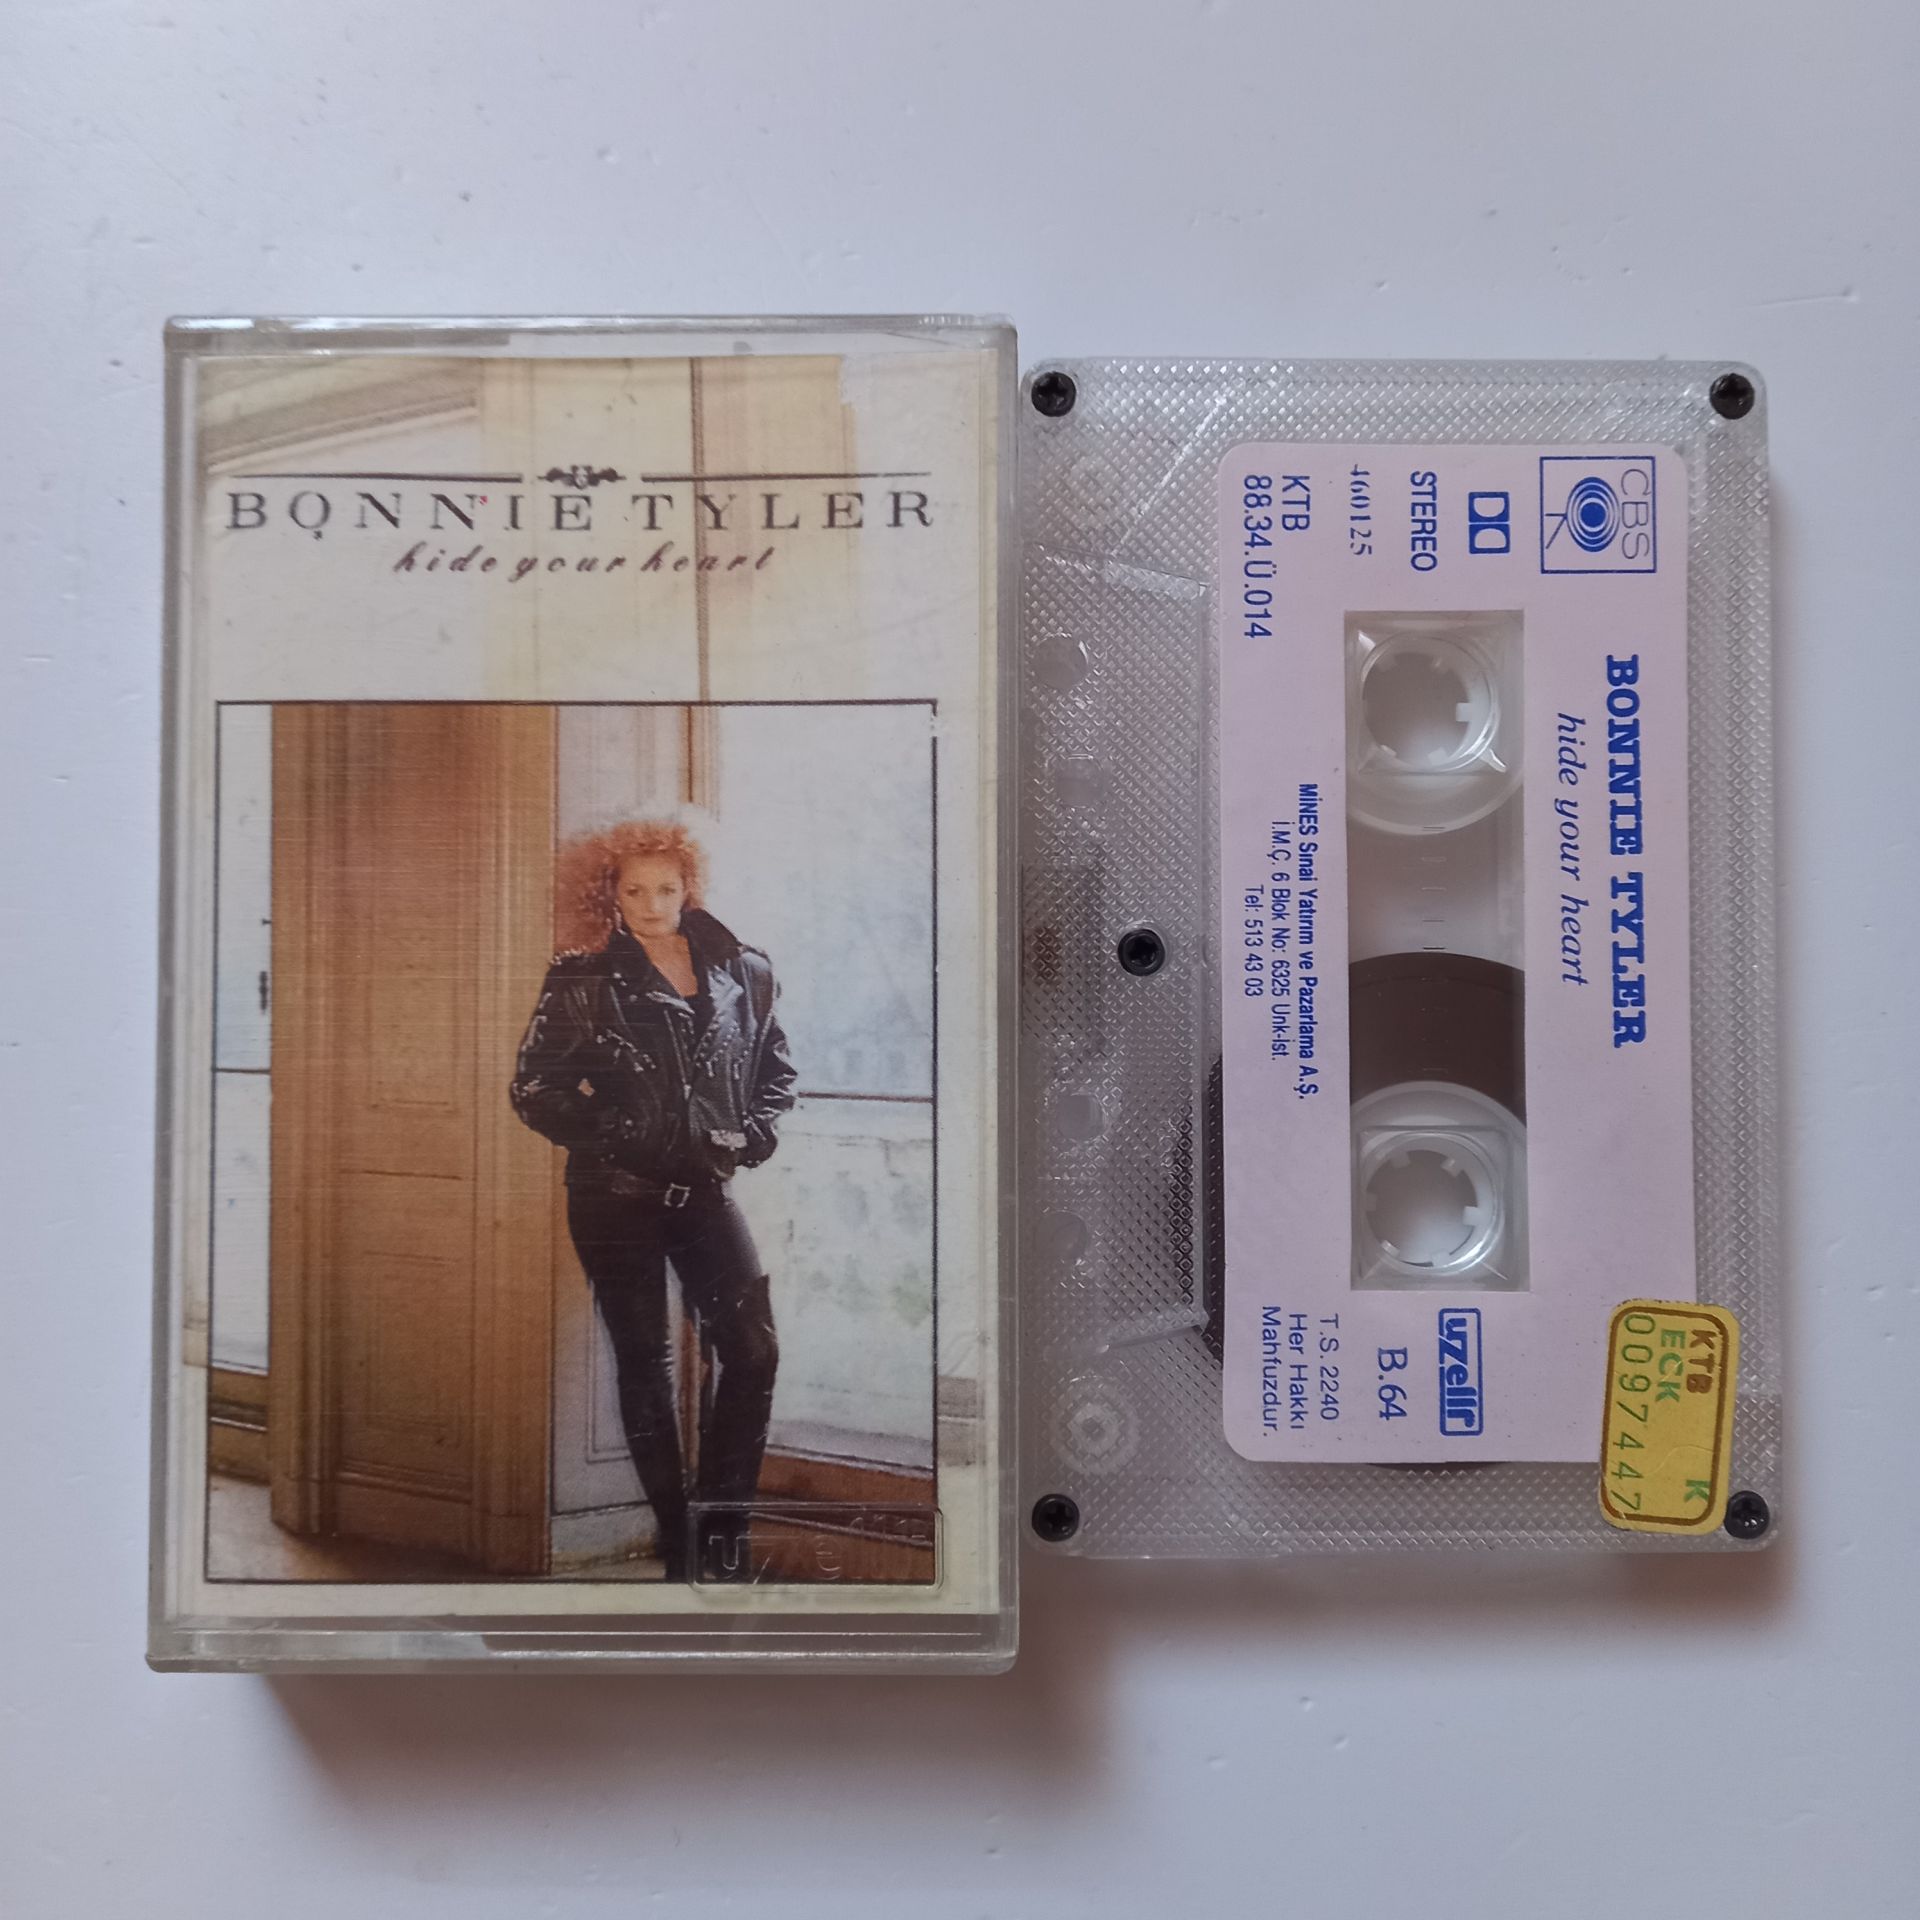 BONNIE TYLER
hide your heart
uzelli
CBS
STEREO
460125
KTB
88.34.Ü.014
BONNIE TYLER
hide your heart
MİNES Sınai Yatırım ve Pazarlama A.Ş.
İ.M.Ç. 6 Blok No: 6325 Unk-İst.
Tel: 513 43 03
uzelli
B.64
T.S. 2240
Her Hakkı
Mahfuzdur.
KTB
ECK K
0097447